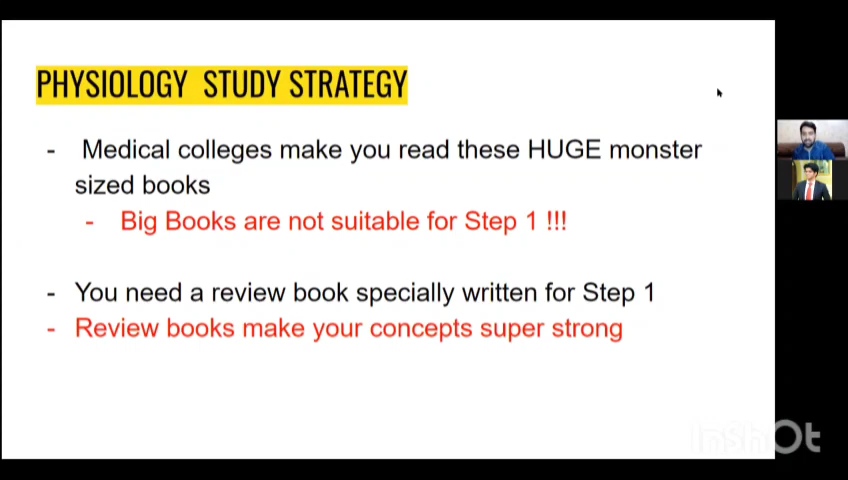 PHYSIOLOGY STUDY STRATEGY
- Medical colleges make you read these HUGE monster
sized books
- Big Books are not suitable for Step 1 !!!
- You need a review book specially written for Step 1
- Review books make your concepts super strong
InshOt